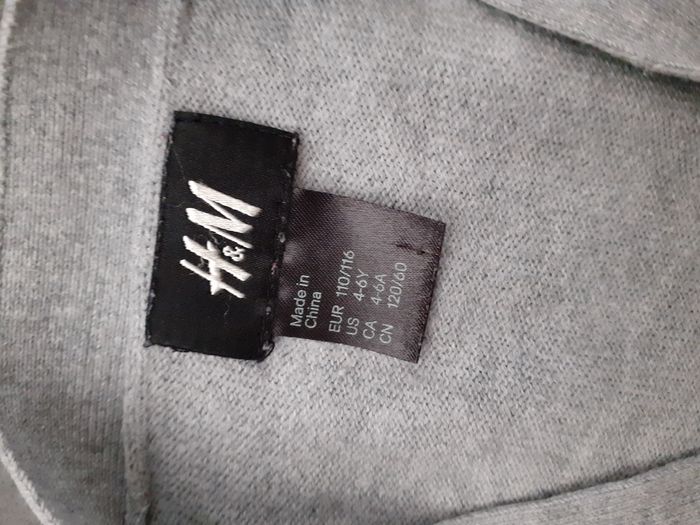 H&M
Made in
China
EUR 110/116
US 4-6Y
CA 4-6A
CN 120/60